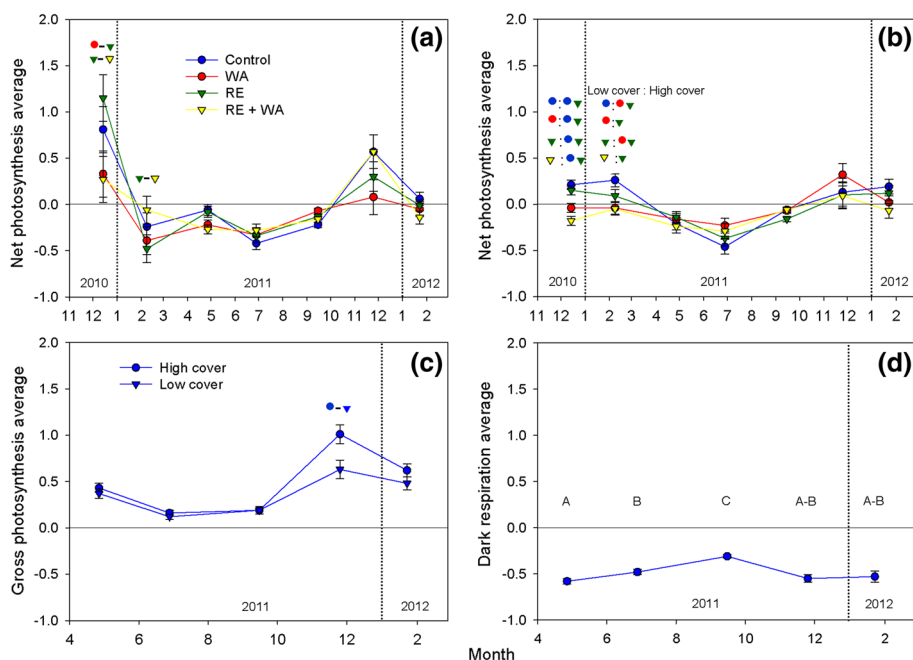 (a)
Net photosynthesis average
2.0
1.5
1.0
0.5
0.0
-0.5
-1.0
Control
WA
RE
RE + WA
2010
2011
2012
11 12 1 2 3 4 5 6 7 8 9 10 11 12 1 2
(b)
Net photosynthesis average
2.0
1.5
1.0
0.5
0.0
-0.5
-1.0
Low cover : High cover
2010
2011
2012
11 12 1 2 3 4 5 6 7 8 9 10 11 12 1 2
(c)
Gross photosynthesis average
2.0
1.5
1.0
0.5
0.0
-0.5
-1.0
High cover
Low cover
2011
2012
4 6 8 10 12 2
(d)
Dark respiration average
2.0
1.5
1.0
0.5
0.0
-0.5
-1.0
A B C A-B A-B
2011
2012
4 6 8 10 12 2
Month